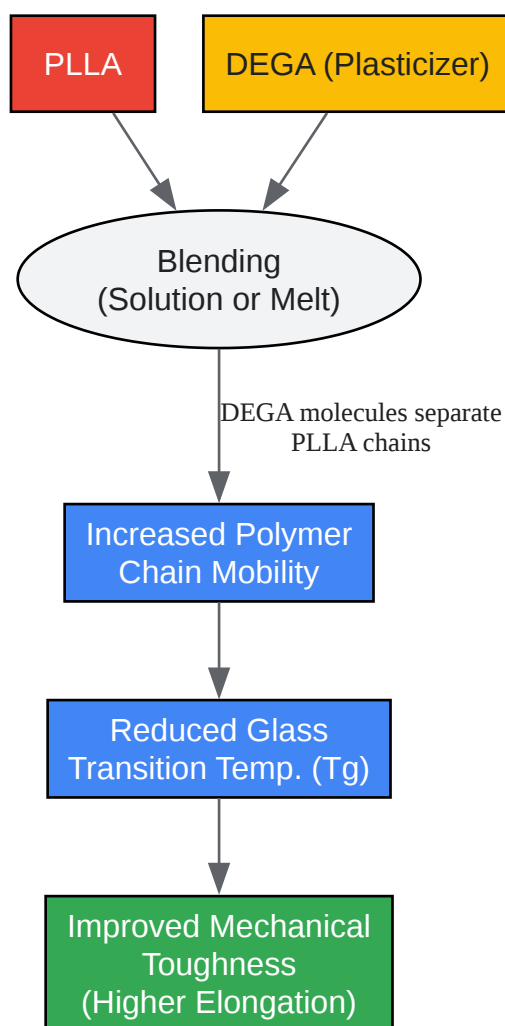 PLLA
DEGA (Plasticizer)
Blending
(Solution or Melt)
DEGA molecules separate
PLLA chains
Increased Polymer
Chain Mobility
Reduced Glass
Transition Temp. (Tg)
Improved Mechanical
Toughness
(Higher Elongation)